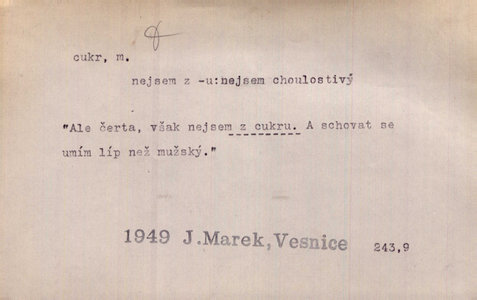 cukr, m.
nejsem z -u:nejsem choulostivý
"Ale čerta, však nejsem z cukru. A schovat se
umím líp než mužský."
1949 J.Marek,Vesnice 243,9